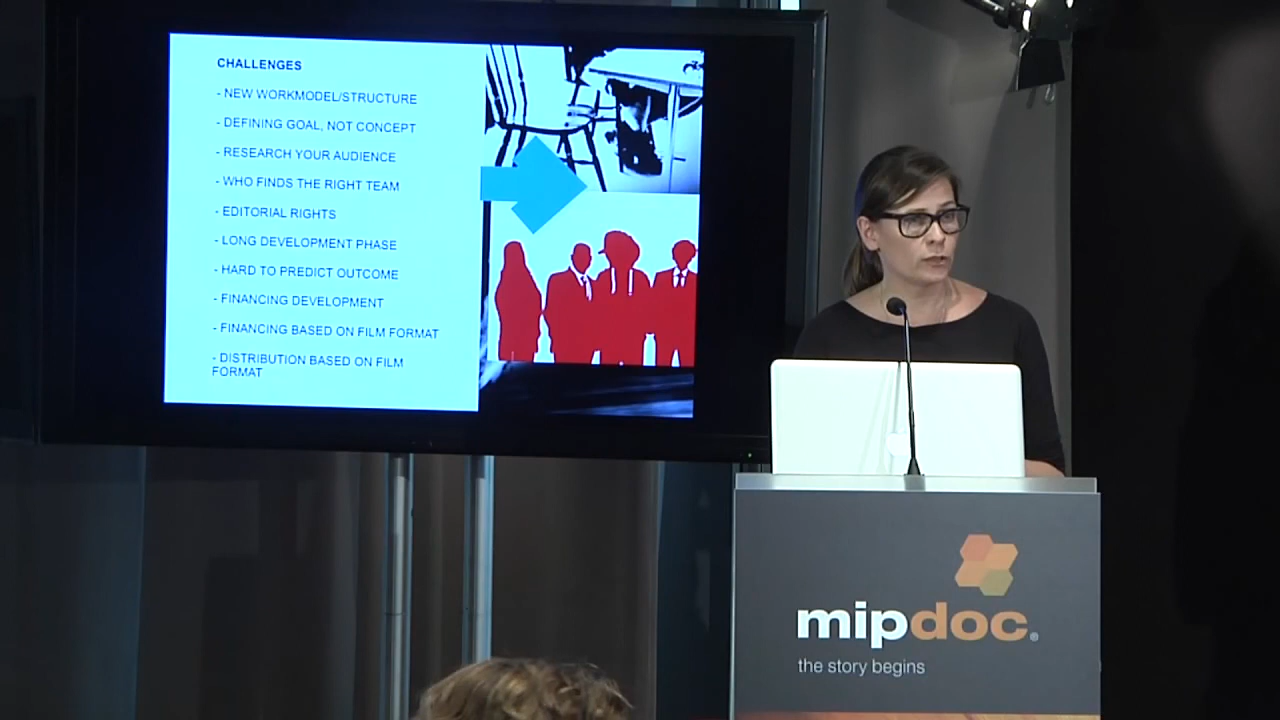 CHALLENGES
- NEW WORKMODEL/STRUCTURE
- DEFINING GOAL, NOT CONCEPT
- RESEARCH YOUR AUDIENCE
- WHO FINDS THE RIGHT TEAM
- EDITORIAL RIGHTS
- LONG DEVELOPMENT PHASE
- HARD TO PREDICT OUTCOME
- FINANCING DEVELOPMENT
- FINANCING BASED ON FILM FORMAT
- DISTRIBUTION BASED ON FILM
FORMAT
mipdoc®
the story begins